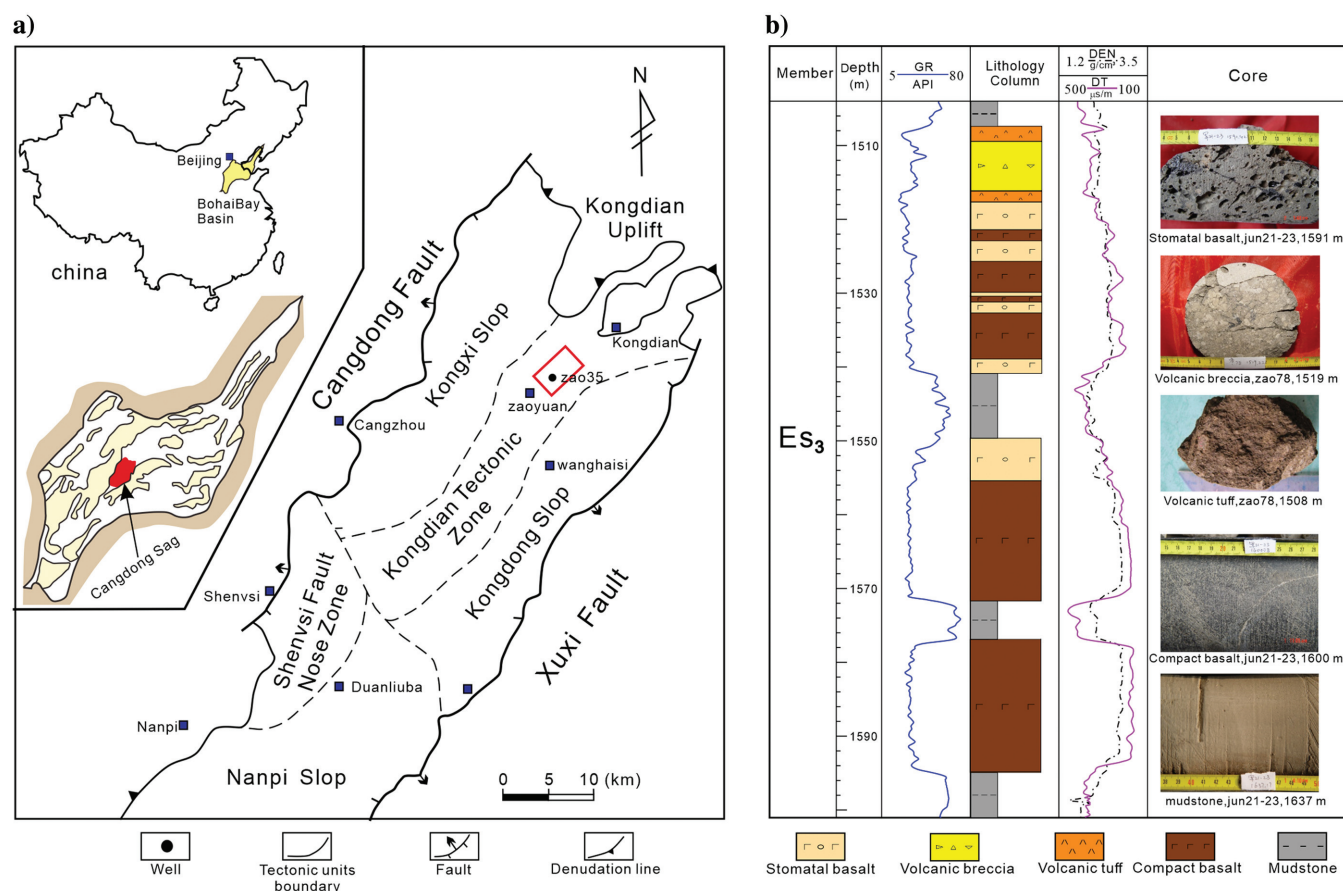 a)
N
Beijing
BohaiBay
Basin
china
Cangdong Sag
Kongdian
Uplift
Cangdong Fault
Kongxi Slop
Kongdian
zao35
zaoyuan
Cangzhou
wanghaisi
Kongdian Tectonic
Zone
Kongdong Slop
Shenvsi
Shenvsi Fault
Nose Zone
Xuxi Fault
Duanliuba
Nanpi
Nanpi Slop
0 5 10 (km)
Well
Tectonic units
boundary
Fault
Denudation line
b)
Member
Depth
(m)
5 GR 80
API
Lithology
Column
1.2 DEN 3.5
g/cm³
500 DT 100
μs/m
Core
1510
1530
1550
1570
1590
Es₃
Stomatal basalt,jun21-23,1591 m
Volcanic breccia,zao78,1519 m
Volcanic tuff,zao78,1508 m
Compact basalt,jun21-23,1600 m
mudstone,jun21-23,1637 m
Stomatal basalt
Volcanic breccia
Volcanic tuff
Compact basalt
Mudstone